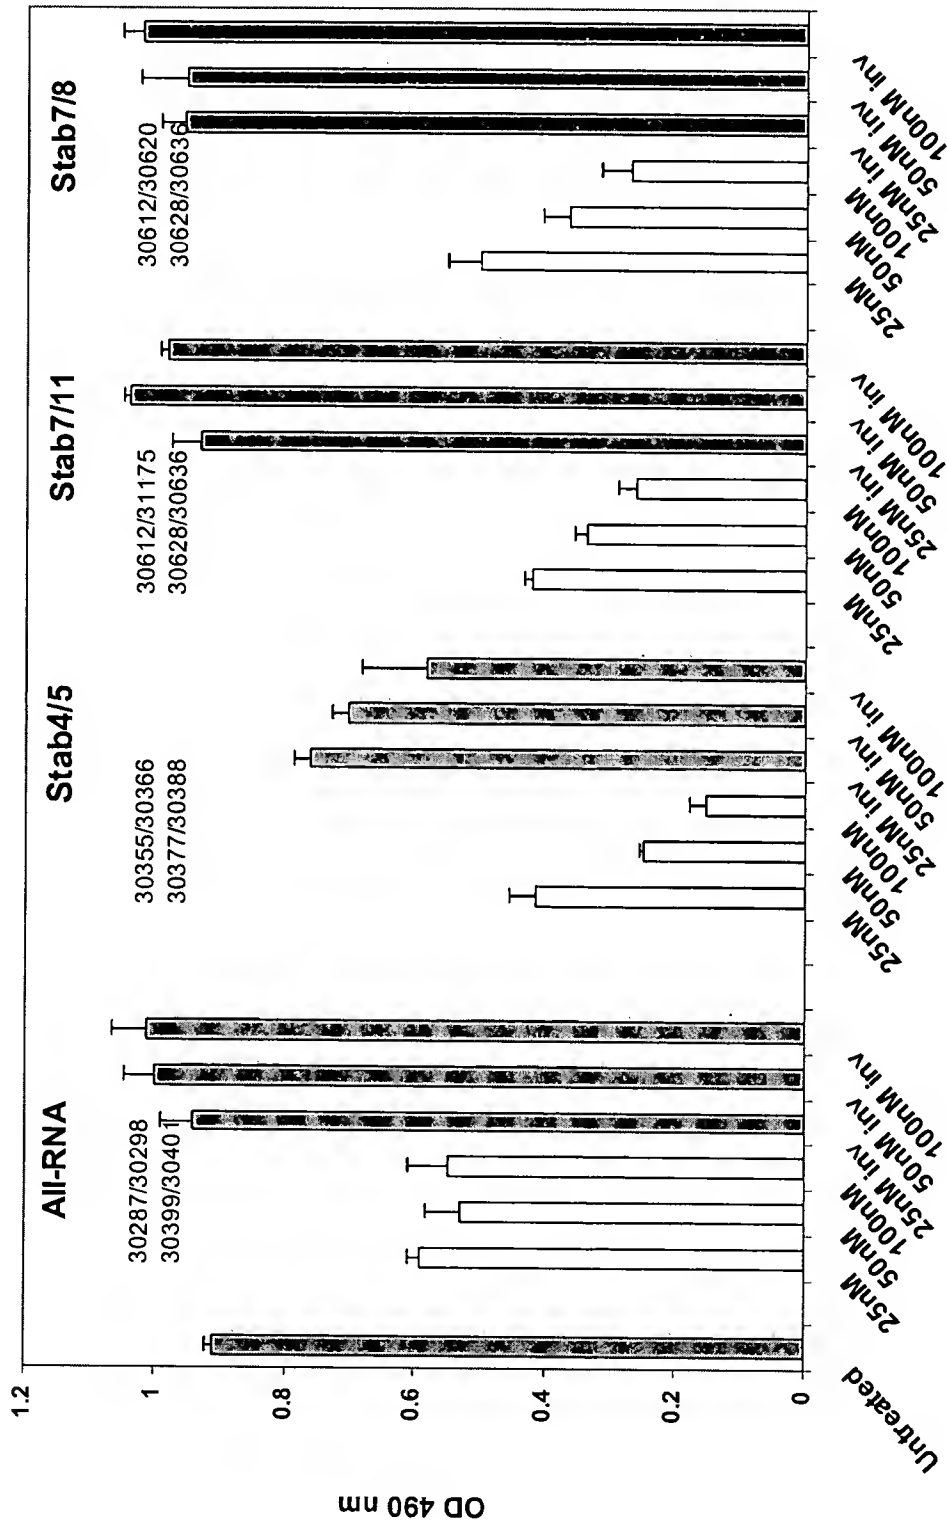 All-RNA
Stab4/5
Stab7/11
Stab7/8
30287/30298
30399/30401
30355/30366
30377/30388
30612/31175
30628/30636
30612/30620
30628/30636
OD 490 nm
1.2
1
0.8
0.6
0.4
0.2
0
Untreated
25nM
50nM
100nM
25nM inv
50nM inv
100nM inv
25nM
50nM
100nM
25nM inv
50nM inv
100nM inv
25nM
50nM
100nM
25nM inv
50nM inv
100nM inv
25nM
50nM
100nM
25nM inv
50nM inv
100nM inv